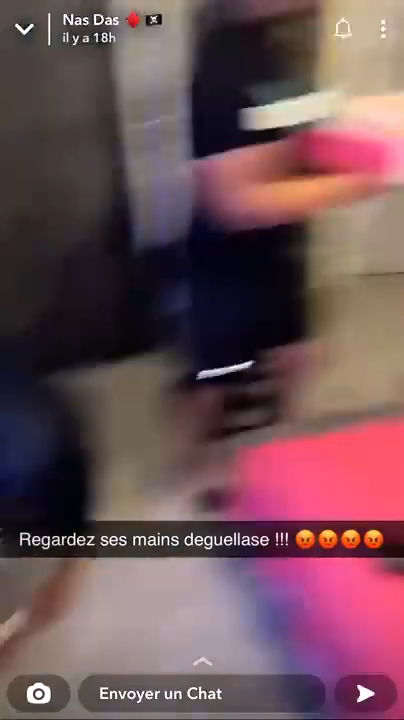 Nas Das ♦️🏴‍☠️
il y a 18h
Regardez ses mains deguellase !!! 😡😡😡😡
Envoyer un Chat